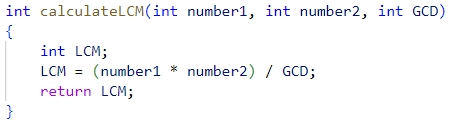 int calculateLCM(int number1, int number2, int GCD)
{
    int LCM;
    LCM = (number1 * number2) / GCD;
    return LCM;
}